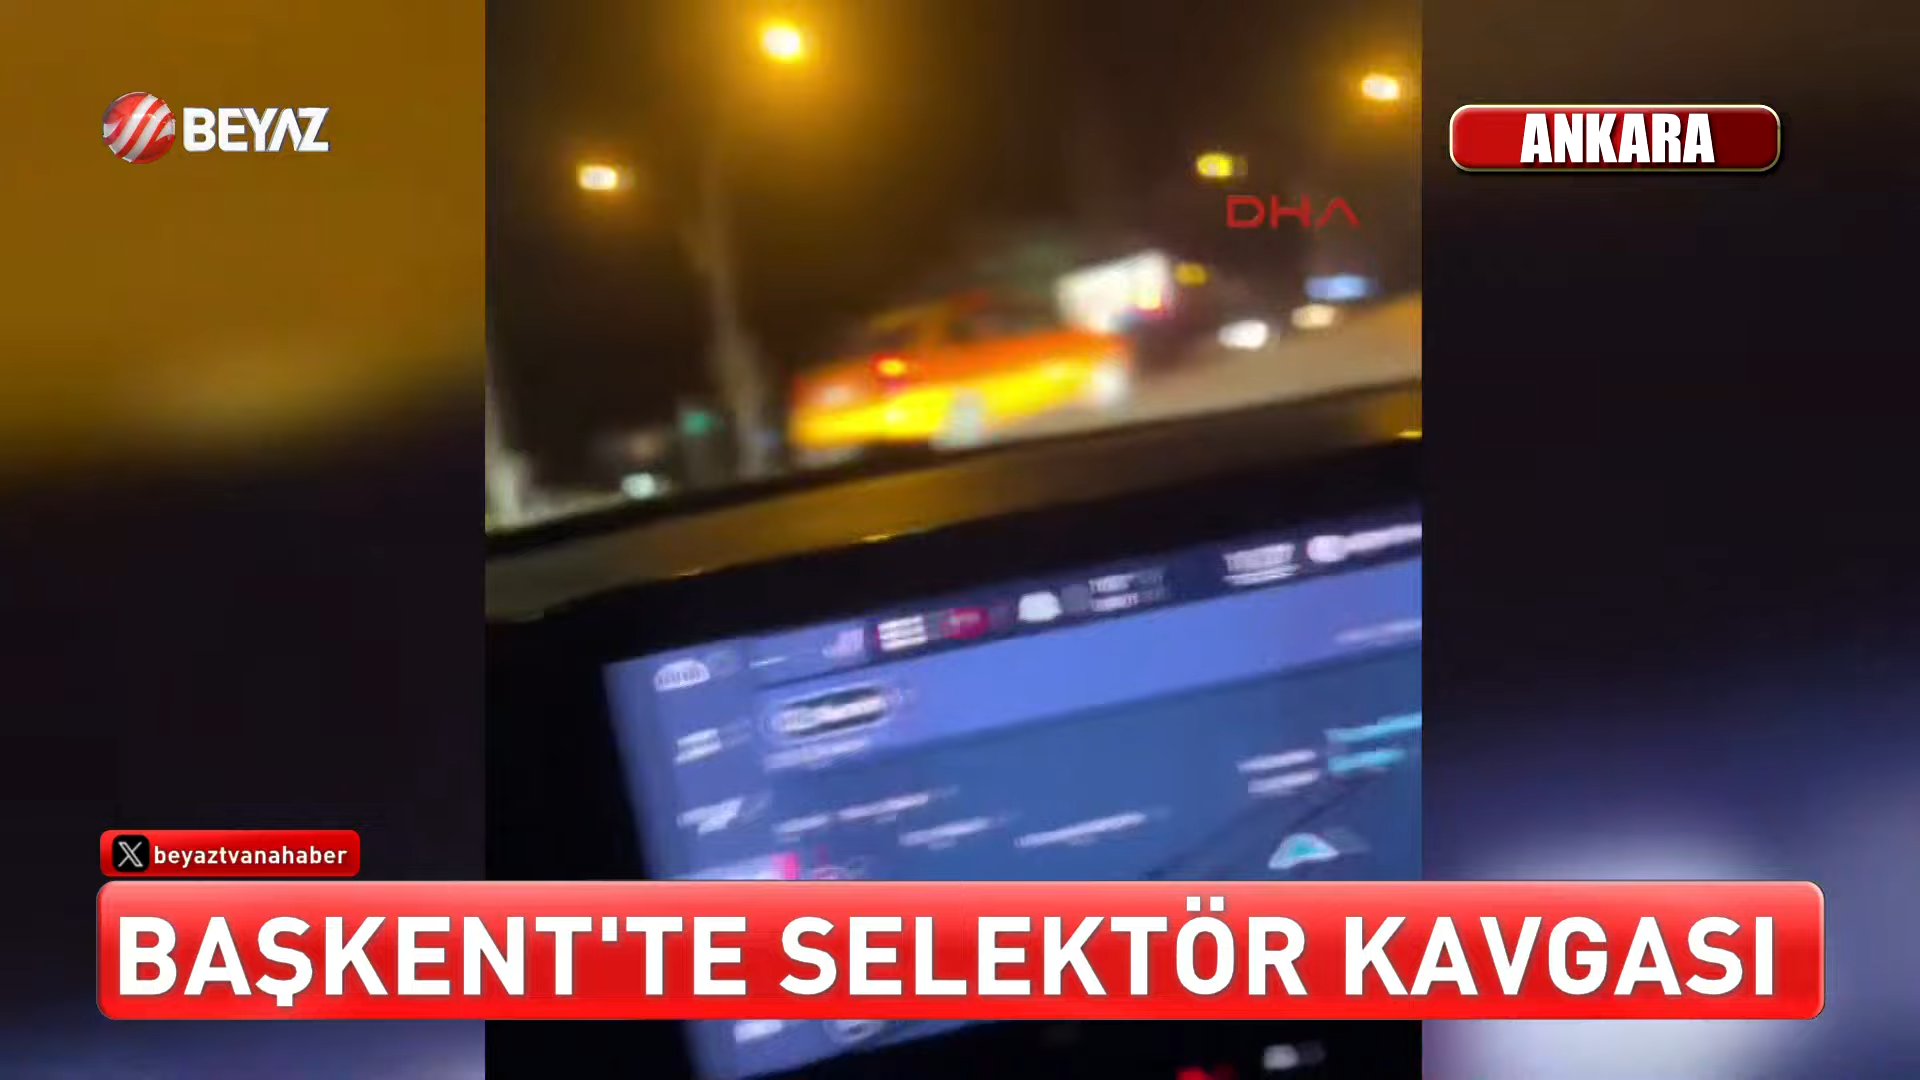 BEYAZ
ANKARA
DHA
beyaztvanahaber
BAŞKENT'TE SELEKTÖR KAVGASI